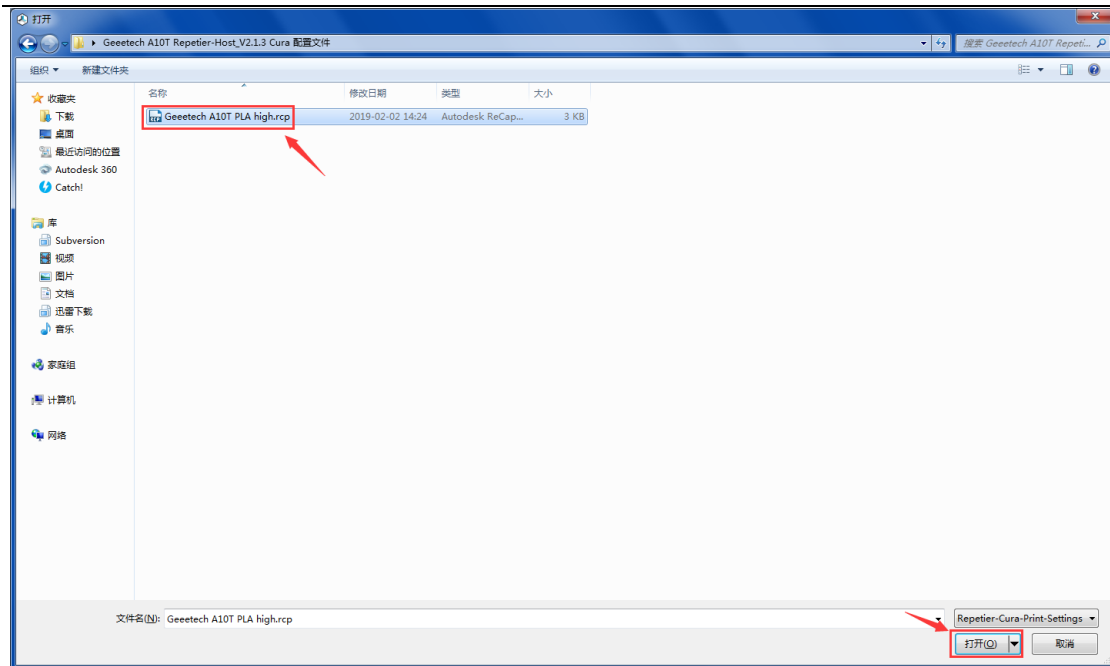 打开
Geeetech A10T Repetier-Host_V2.1.3 Cura 配置文件
搜索 Geeetech A10T Repeti...
组织 新建文件夹
名称 修改日期 类型 大小
Geeetech A10T PLA high.rcp 2019-02-02 14:24 Autodesk ReCap... 3 KB
收藏夹
下载
桌面
最近访问的位置
Autodesk 360
Catch!
库
Subversion
视频
图片
文档
迅雷下载
音乐
家庭组
计算机
网络
文件名(N): Geeetech A10T PLA high.rcp
Repetier-Cura-Print-Settings
打开(O) 取消